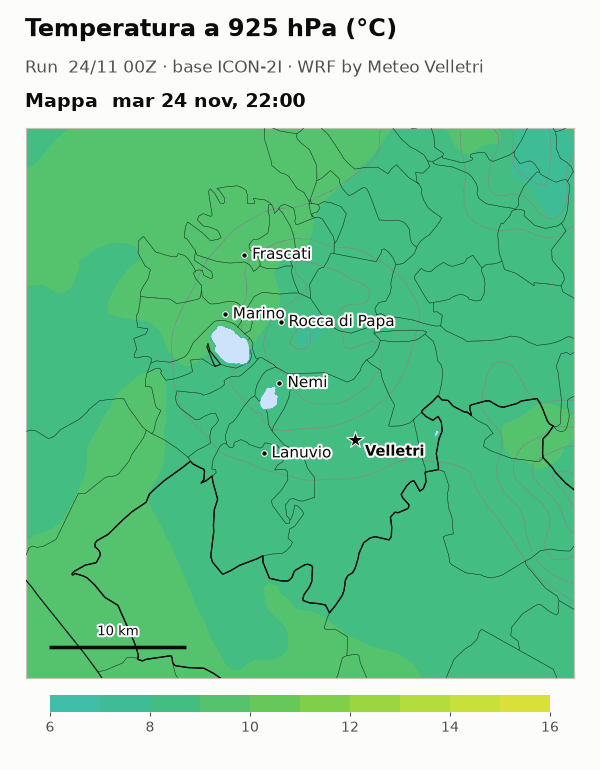 Temperatura a 925 hPa (°C)
Run  24/11 00Z · base ICON-2I · WRF by Meteo Velletri
Mappa  mar 24 nov, 22:00
Frascati
Marino
Rocca di Papa
Nemi
Velletri
Lanuvio
10 km
6 8 10 12 14 16